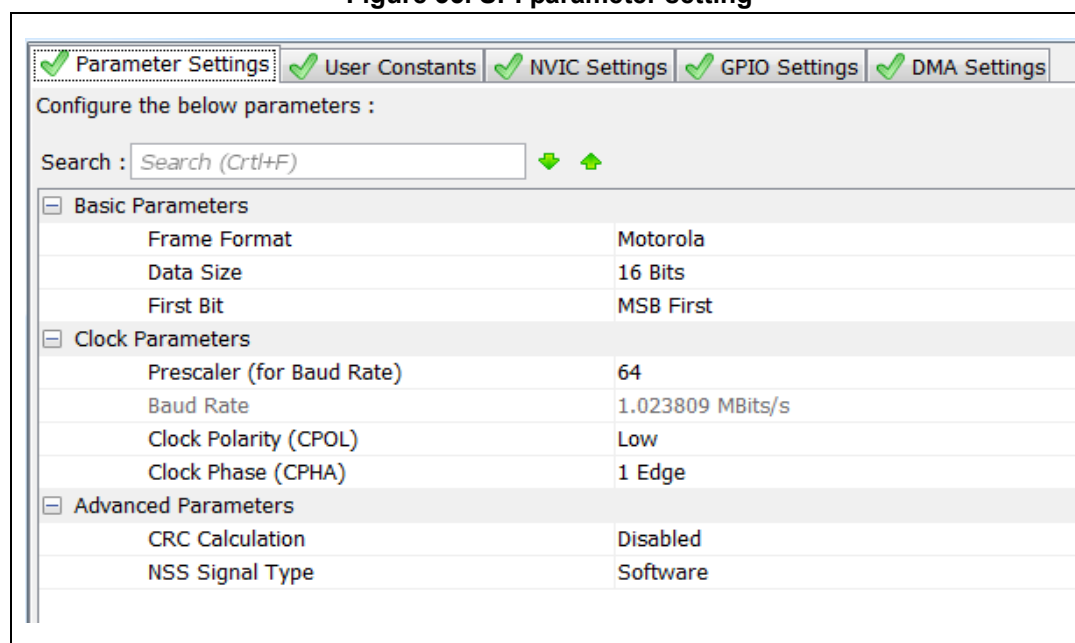 Parameter Settings User Constants NVIC Settings GPIO Settings DMA Settings
Configure the below parameters :
Search : Search (Crtl+F)
Basic Parameters
Frame Format Motorola
Data Size 16 Bits
First Bit MSB First
Clock Parameters
Prescaler (for Baud Rate) 64
Baud Rate 1.023809 MBits/s
Clock Polarity (CPOL) Low
Clock Phase (CPHA) 1 Edge
Advanced Parameters
CRC Calculation Disabled
NSS Signal Type Software